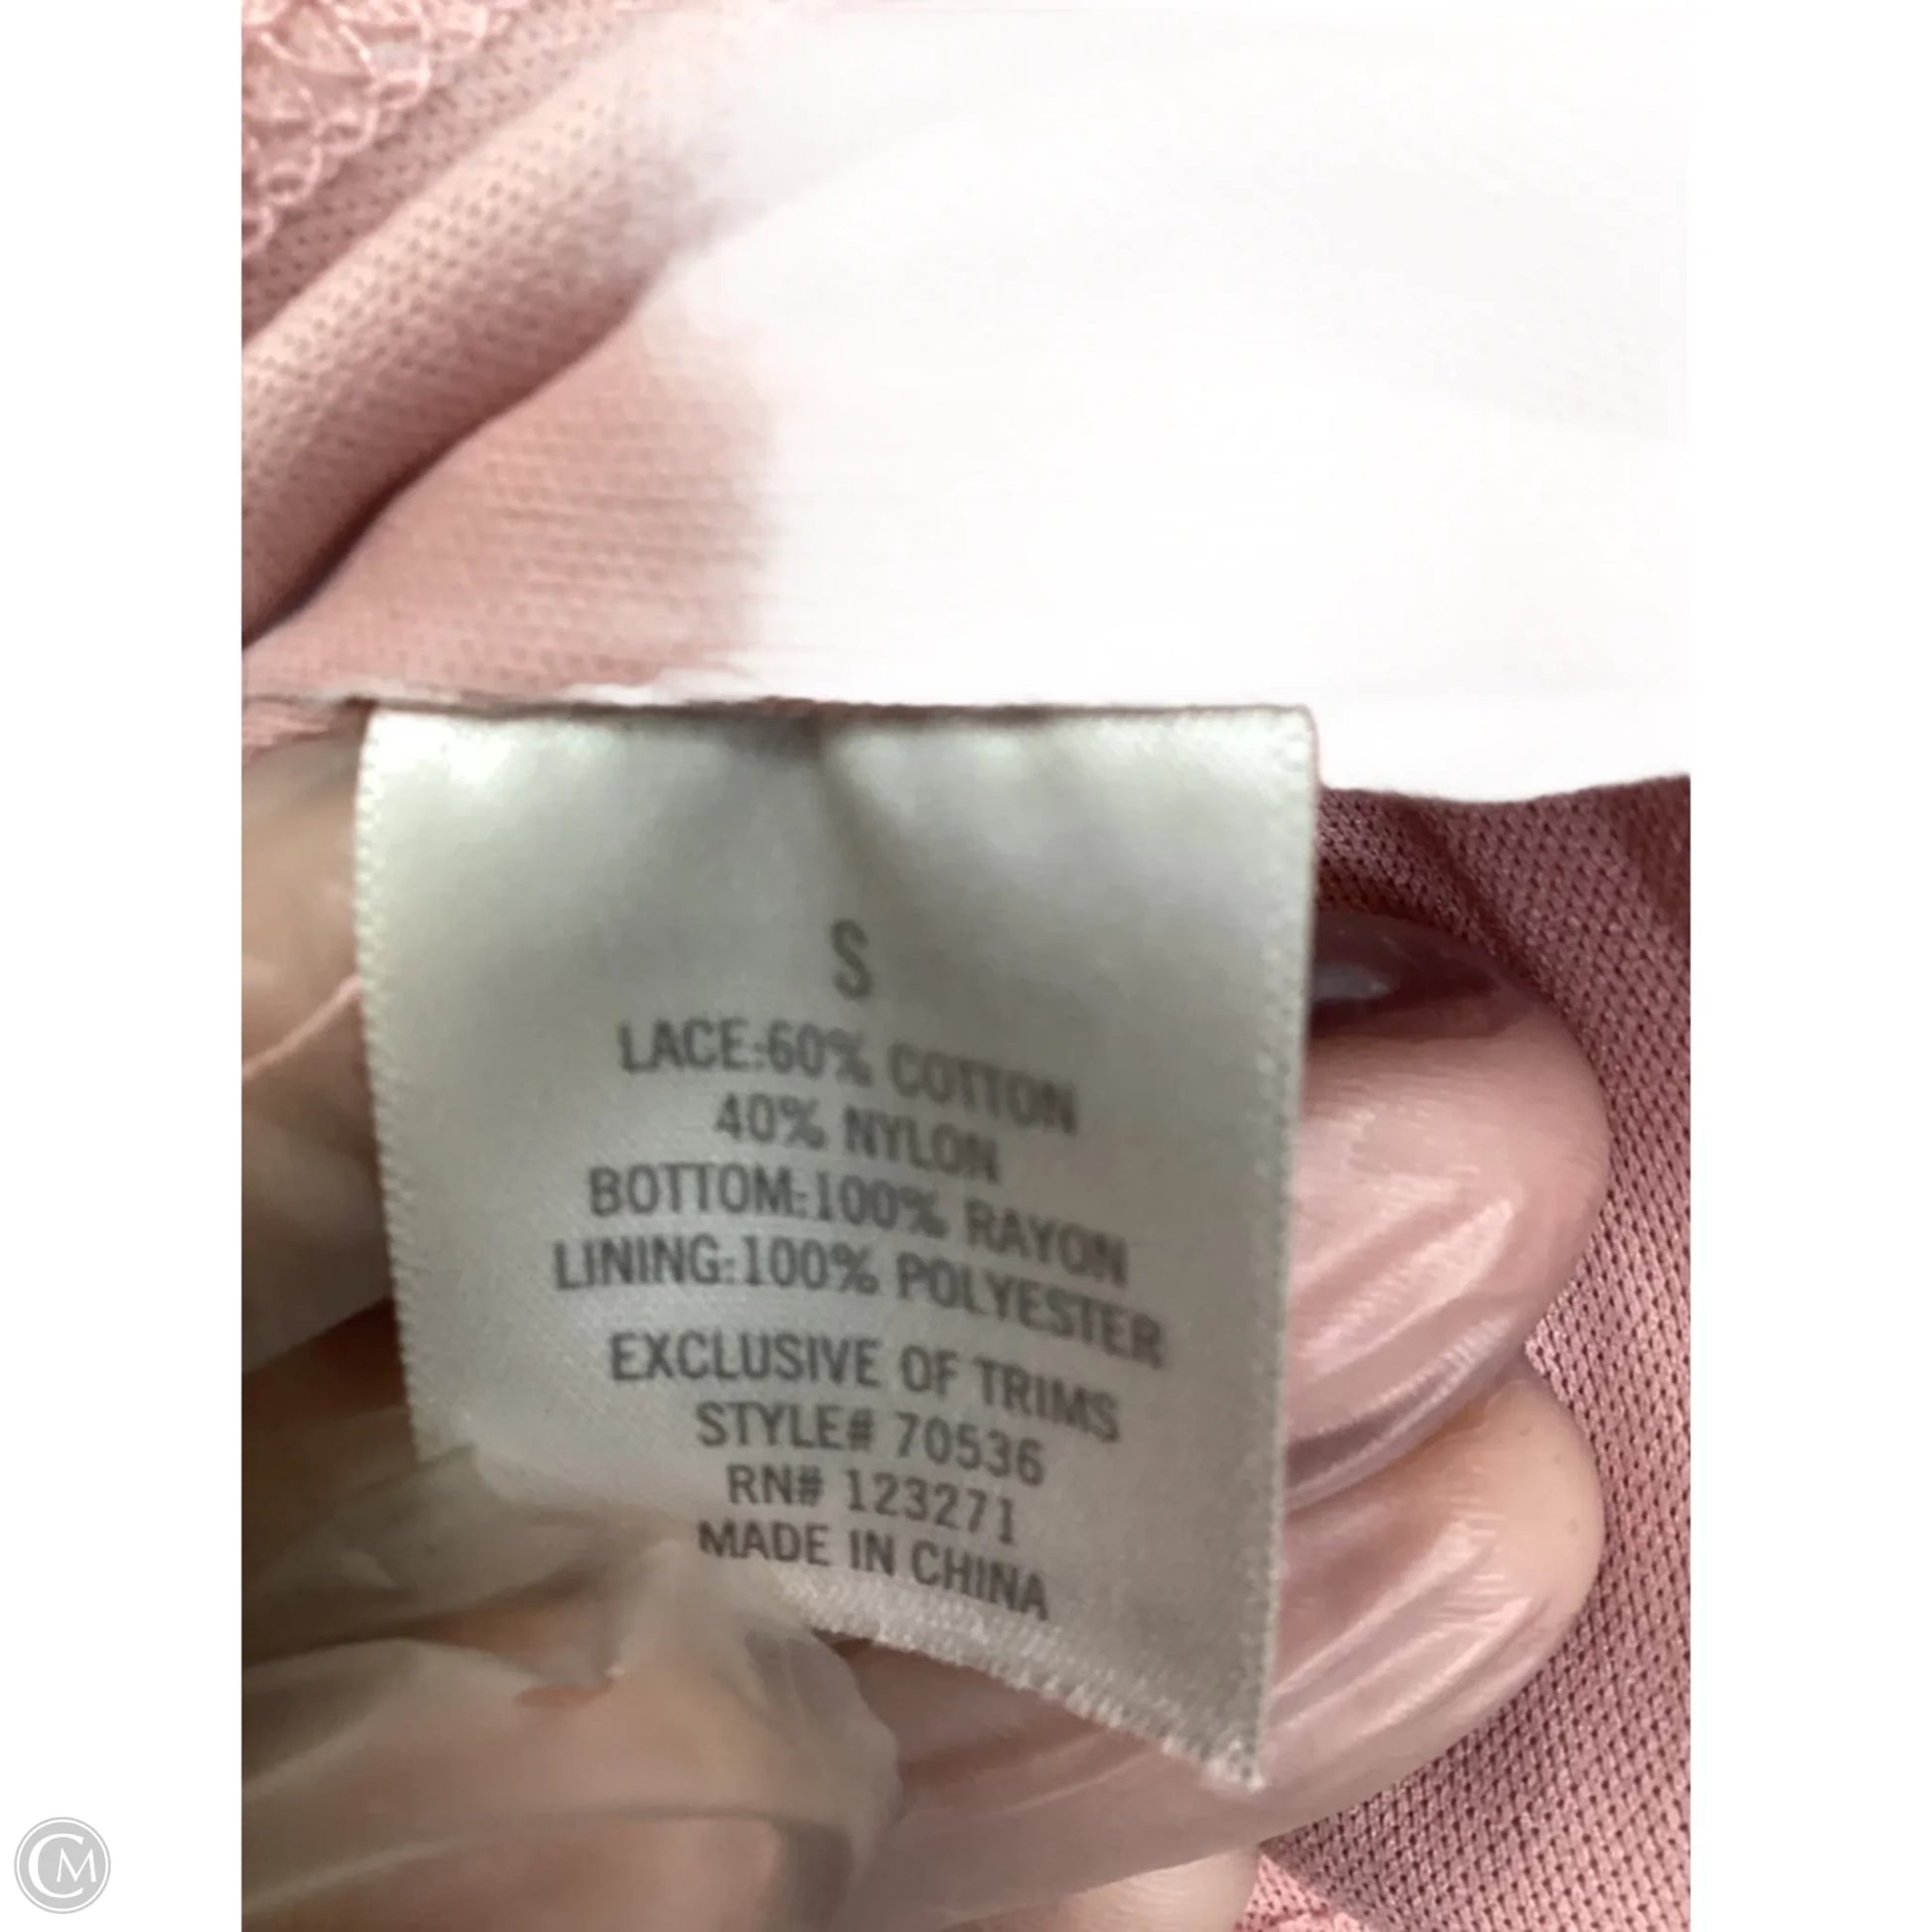 S
LACE:60% COTTON
40% NYLON
BOTTOM:100% RAYON
LINING:100% POLYESTER
EXCLUSIVE OF TRIMS
STYLE# 70536
RN# 123271
MADE IN CHINA
CM